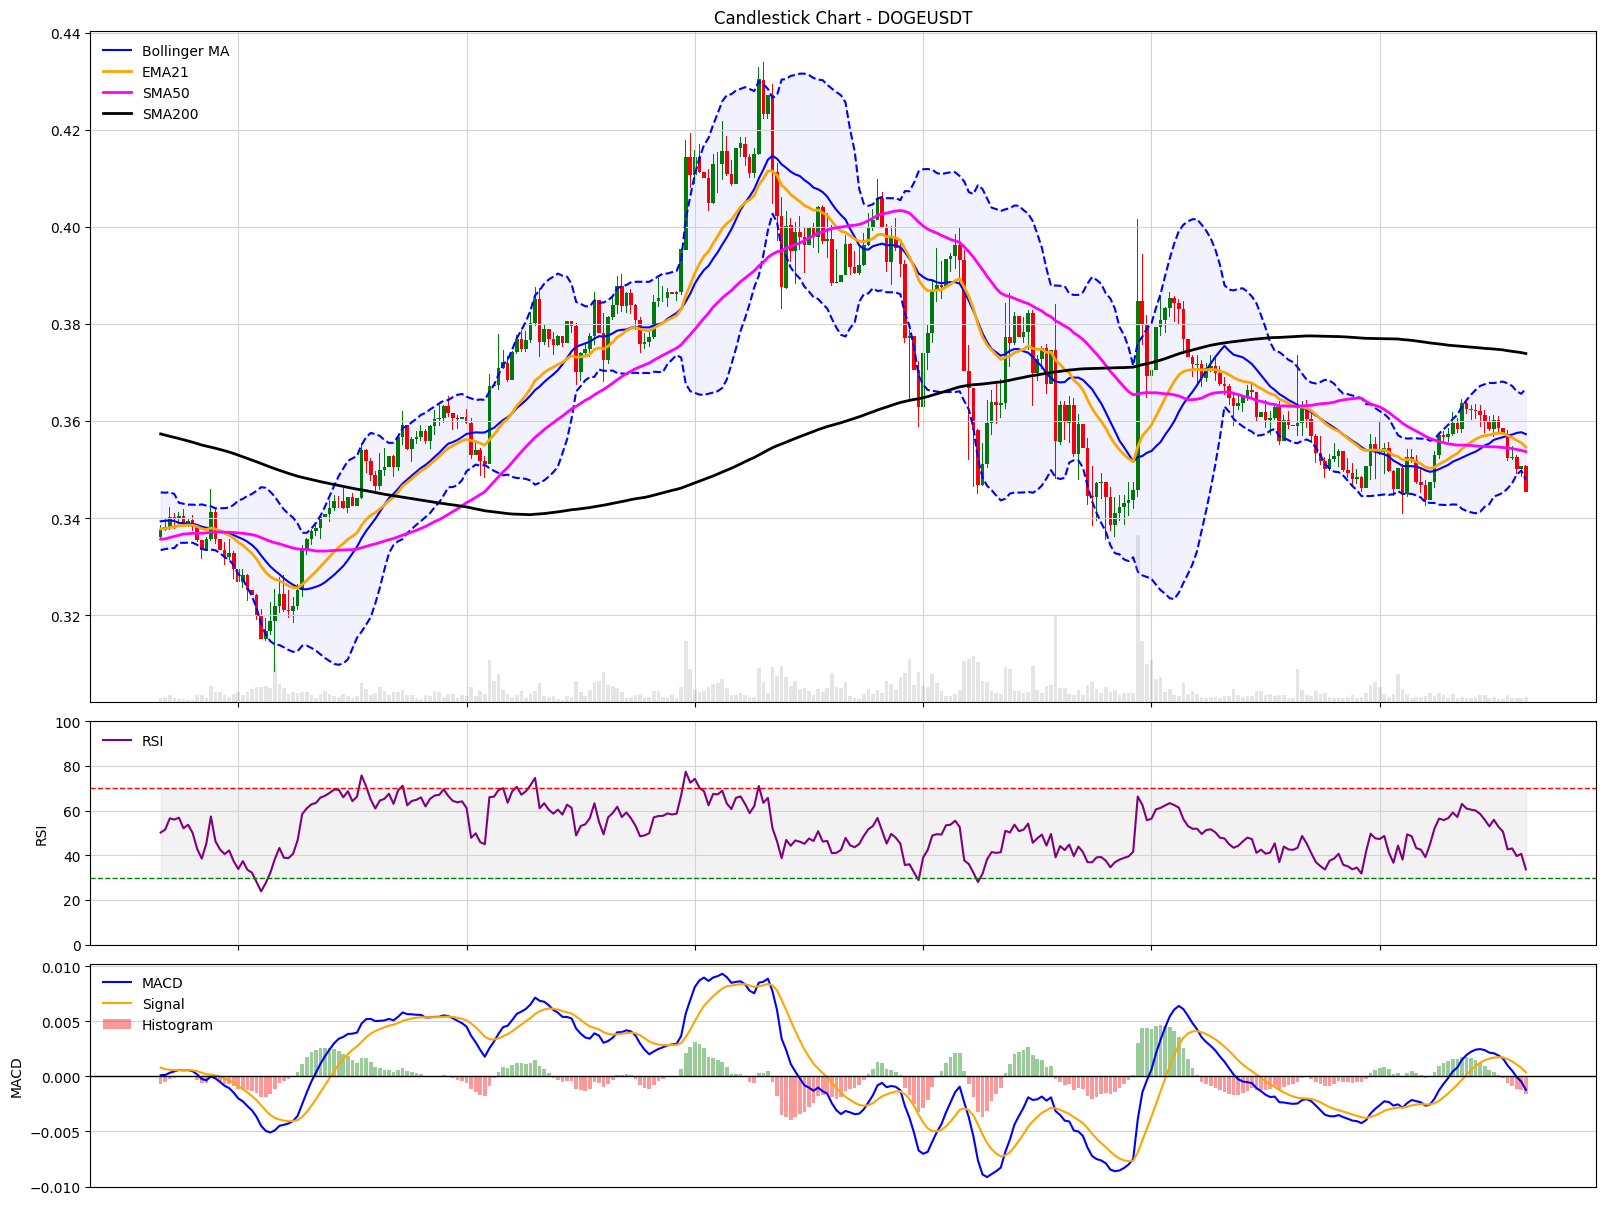 Candlestick Chart - DOGEUSDT
0.44
0.42
0.40
0.38
0.36
0.34
0.32
Bollinger MA
EMA21
SMA50
SMA200
100
80
60
40
20
0
RSI
RSI
0.010
0.005
0.000
−0.005
−0.010
MACD
MACD
Signal
Histogram